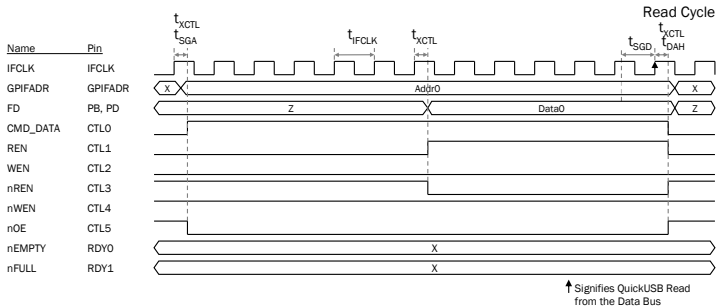 Read Cycle
tXCTL
tSGA
tIFCLK
tXCTL
tSGD
tXCTL
tDAH
Name Pin
IFCLK IFCLK
GPIFADR GPIFADR X Addr0 X
FD PB, PD Z Data0 Z
CMD_DATA CTL0
REN CTL1
WEN CTL2
nREN CTL3
nWEN CTL4
nOE CTL5
nEMPTY RDY0 X
nFULL RDY1 X
Signifies QuickUSB Read
from the Data Bus